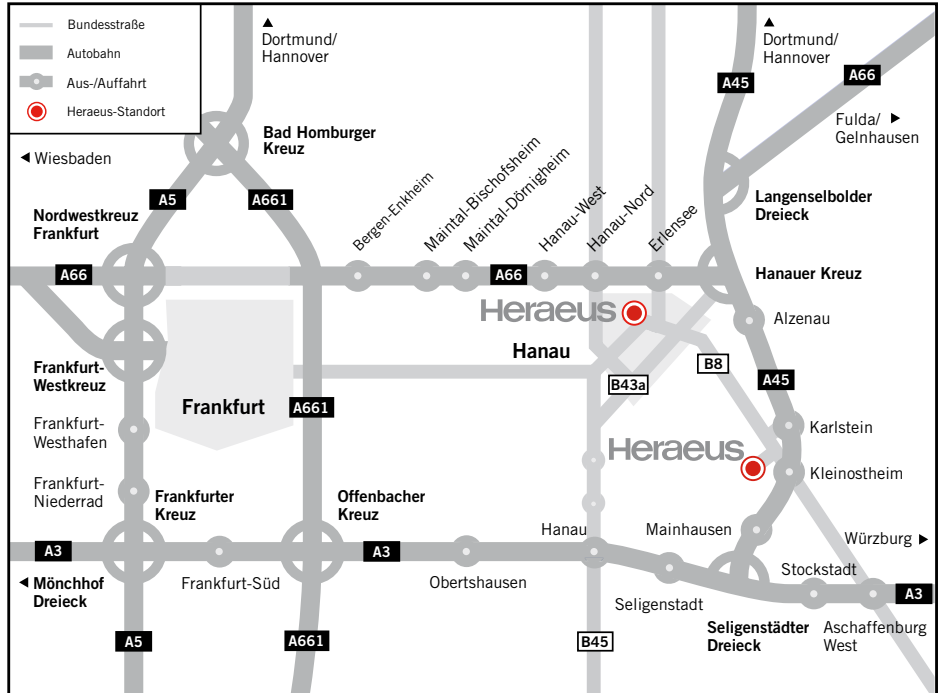 Bundesstraße
Autobahn
Aus-/Auffahrt
Heraeus-Standort
Dortmund/
Hannover
Dortmund/
Hannover
A45
A66
Fulda/
Gelnhausen
Bad Homburger
Kreuz
Wiesbaden
A5
A661
Nordwestkreuz
Frankfurt
Bergen-Enkheim
Maintal-Bischofsheim
Maintal-Dörnigheim
Hanau-West
Hanau-Nord
Erlensee
Langenselbolder
Dreieck
A66
A66
Hanauer Kreuz
Heraeus
Alzenau
Hanau
Frankfurt-
Westkreuz
B43a
B8
A45
Frankfurt
A661
Frankfurt-
Westhafen
Karlstein
Heraeus
Kleinostheim
Frankfurt-
Niederrad
Frankfurter
Kreuz
Offenbacher
Kreuz
Hanau
Mainhausen
Würzburg
A3
A3
Mönchhof
Dreieck
Frankfurt-Süd
Obertshausen
Stockstadt
A3
Seligenstadt
A5
A661
B45
Seligenstädter
Dreieck
Aschaffenburg
West